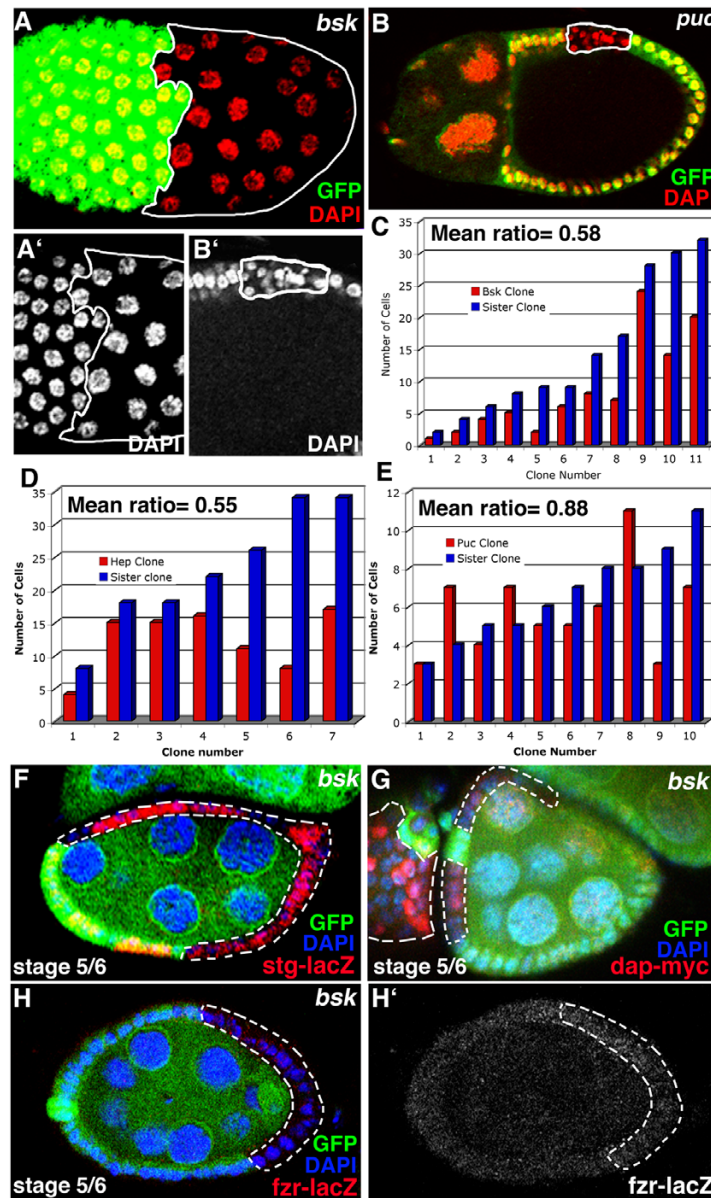 A
bsk
GFP
DAPI
B
puc
GFP
DAPI
A'
DAPI
B'
DAPI
C
Mean ratio= 0.58
Number of Cells
35
30
25
20
15
10
5
0
Bsk Clone
Sister Clone
1 2 3 4 5 6 7 8 9 10 11
Clone Number
D
Mean ratio= 0.55
Number of Cells
35
30
25
20
15
10
5
0
Hep Clone
Sister clone
1 2 3 4 5 6 7
Clone number
E
Mean ratio= 0.88
Number of Cells
12
10
8
6
4
2
0
Puc Clone
Sister Clone
1 2 3 4 5 6 7 8 9 10
Clone Number
F
bsk
GFP
DAPI
stage 5/6
stg-lacZ
G
bsk
GFP
DAPI
stage 5/6
dap-myc
H
bsk
GFP
DAPI
stage 5/6
fzr-lacZ
H'
fzr-lacZ